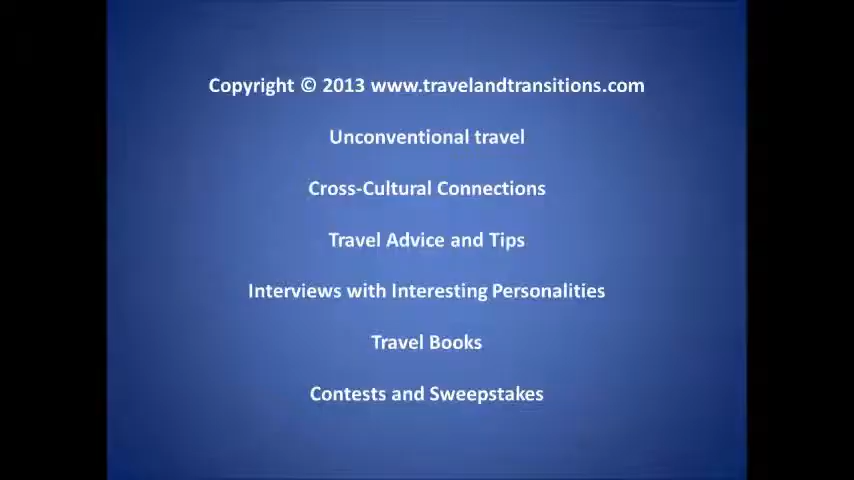 Copyright © 2013 www.travelandtransitions.com
Unconventional travel
Cross-Cultural Connections
Travel Advice and Tips
Interviews with Interesting Personalities
Travel Books
Contests and Sweepstakes